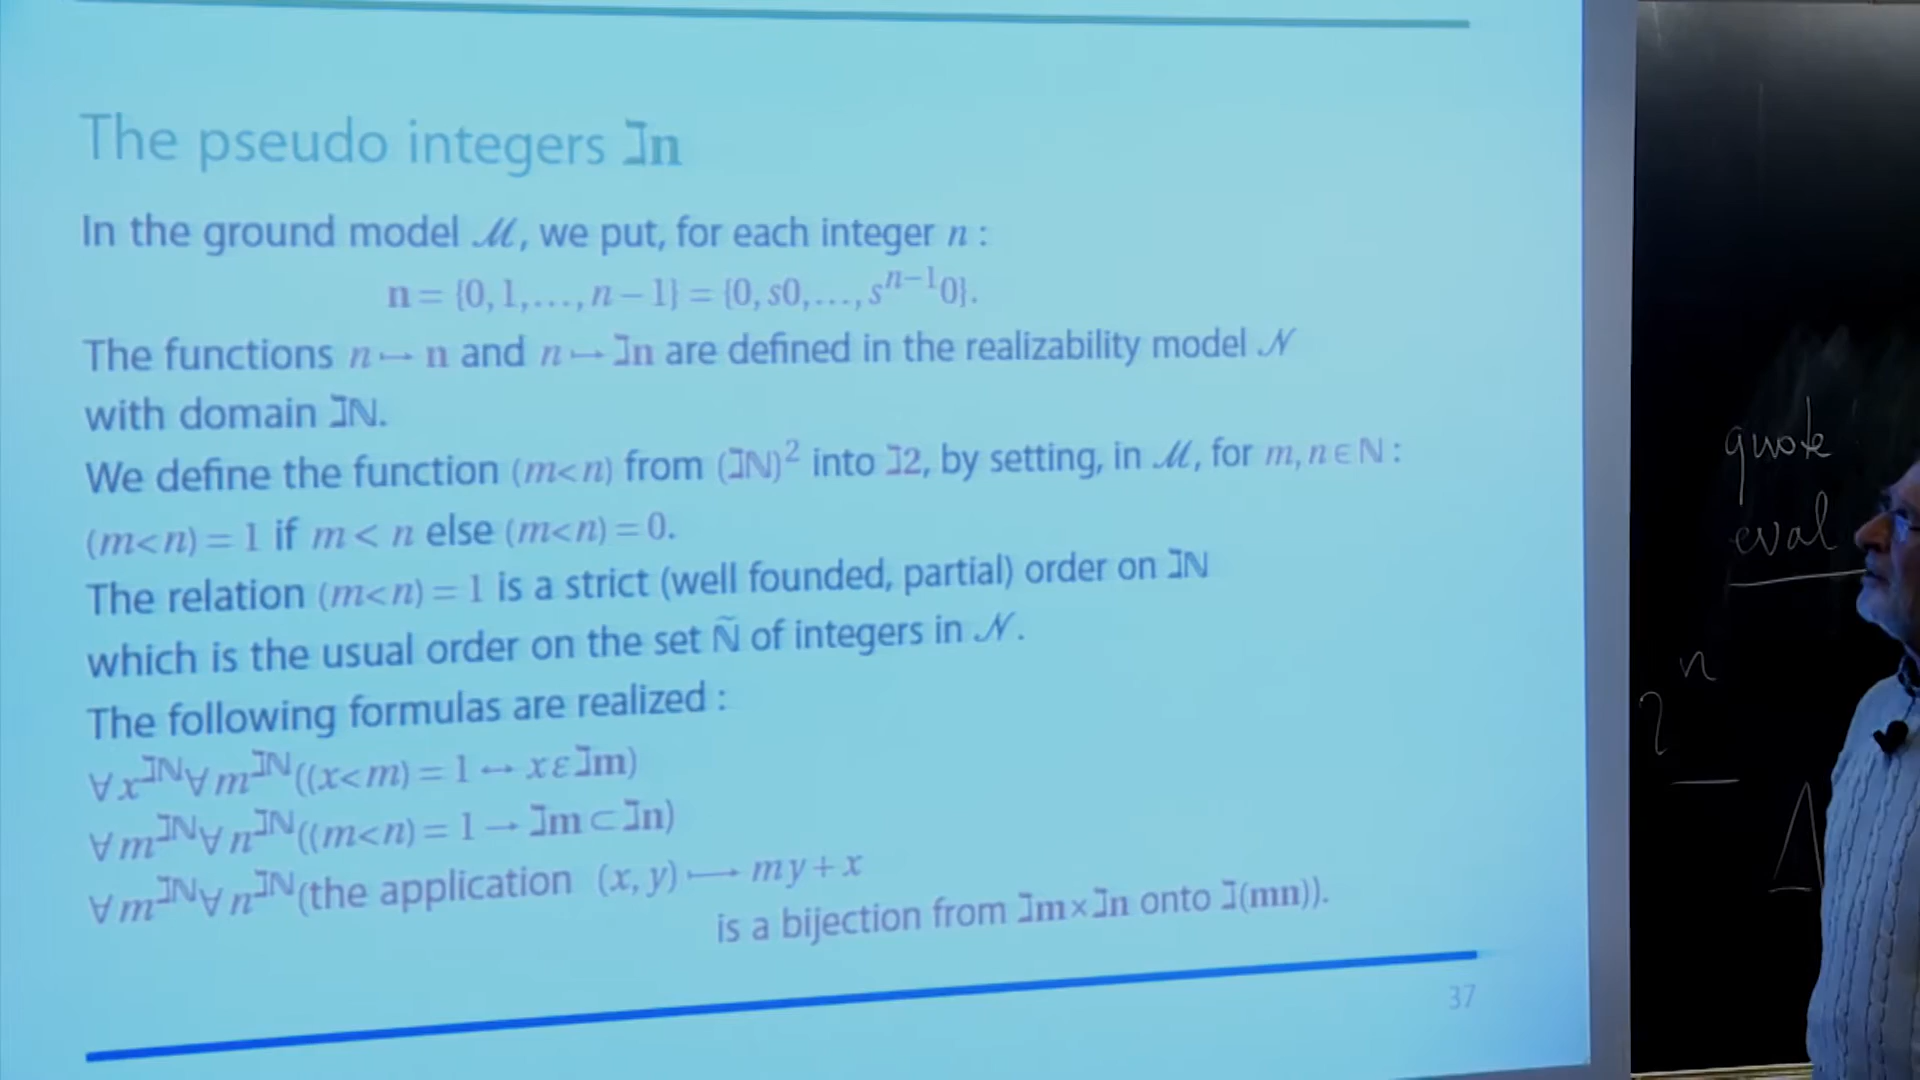 The pseudo integers ℷn
In the ground model ℳ, we put, for each integer n :
n = {0, 1, …, n − 1} = {0, s0, …, sⁿ⁻¹0}.
The functions n ↦ n and n ↦ ℷn are defined in the realizability model 𝒩
with domain ℷℕ.
We define the function (m<n) from (ℷℕ)² into ℷ2, by setting, in ℳ, for m, n ∈ ℕ :
(m<n) = 1 if m < n else (m<n) = 0.
The relation (m<n) = 1 is a strict (well founded, partial) order on ℷℕ
which is the usual order on the set Ñ of integers in 𝒩.
The following formulas are realized :
∀x^ℷℕ ∀m^ℷℕ((x<m) = 1 ↔ x ε ℷm)
∀m^ℷℕ ∀n^ℷℕ((m<n) = 1 → ℷm ⊂ ℷn)
∀m^ℷℕ ∀n^ℷℕ(the application (x, y) ⟼ my + x
is a bijection from ℷm×ℷn onto ℷ(mn)).
37
quote
eval
2ⁿ